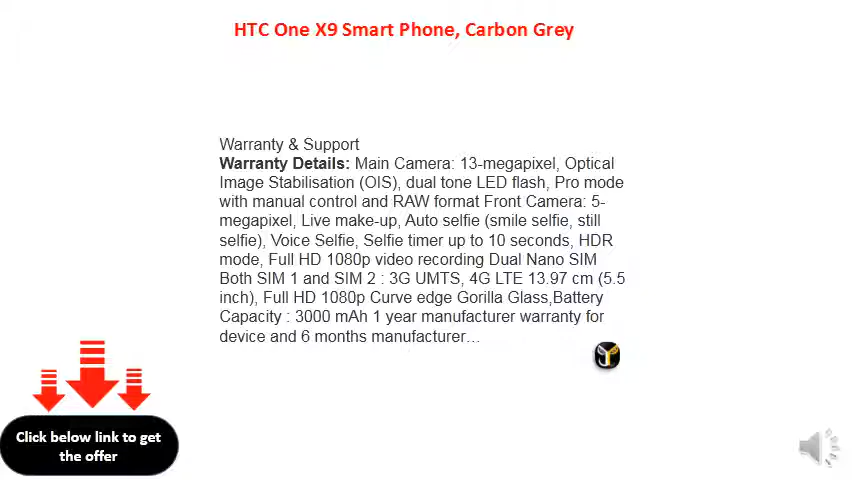 HTC One X9 Smart Phone, Carbon Grey
Warranty & Support
Warranty Details: Main Camera: 13-megapixel, Optical
Image Stabilisation (OIS), dual tone LED flash, Pro mode
with manual control and RAW format Front Camera: 5-
megapixel, Live make-up, Auto selfie (smile selfie, still
selfie), Voice Selfie, Selfie timer up to 10 seconds, HDR
mode, Full HD 1080p video recording Dual Nano SIM
Both SIM 1 and SIM 2 : 3G UMTS, 4G LTE 13.97 cm (5.5
inch), Full HD 1080p Curve edge Gorilla Glass,Battery
Capacity : 3000 mAh 1 year manufacturer warranty for
device and 6 months manufacturer…
Click below link to get
the offer